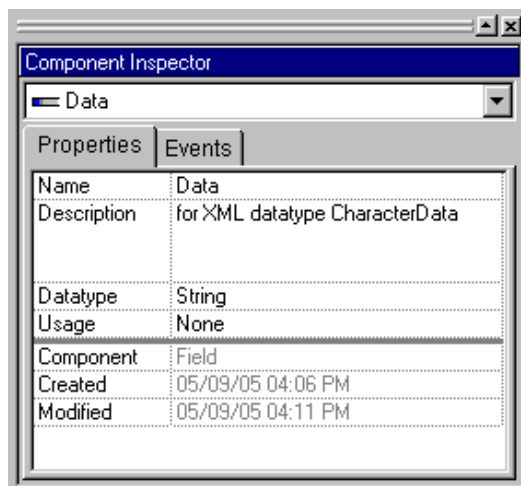 Component Inspector
Data
Properties Events
Name Data
Description for XML datatype CharacterData
Datatype String
Usage None
Component Field
Created 05/09/05 04:06 PM
Modified 05/09/05 04:11 PM